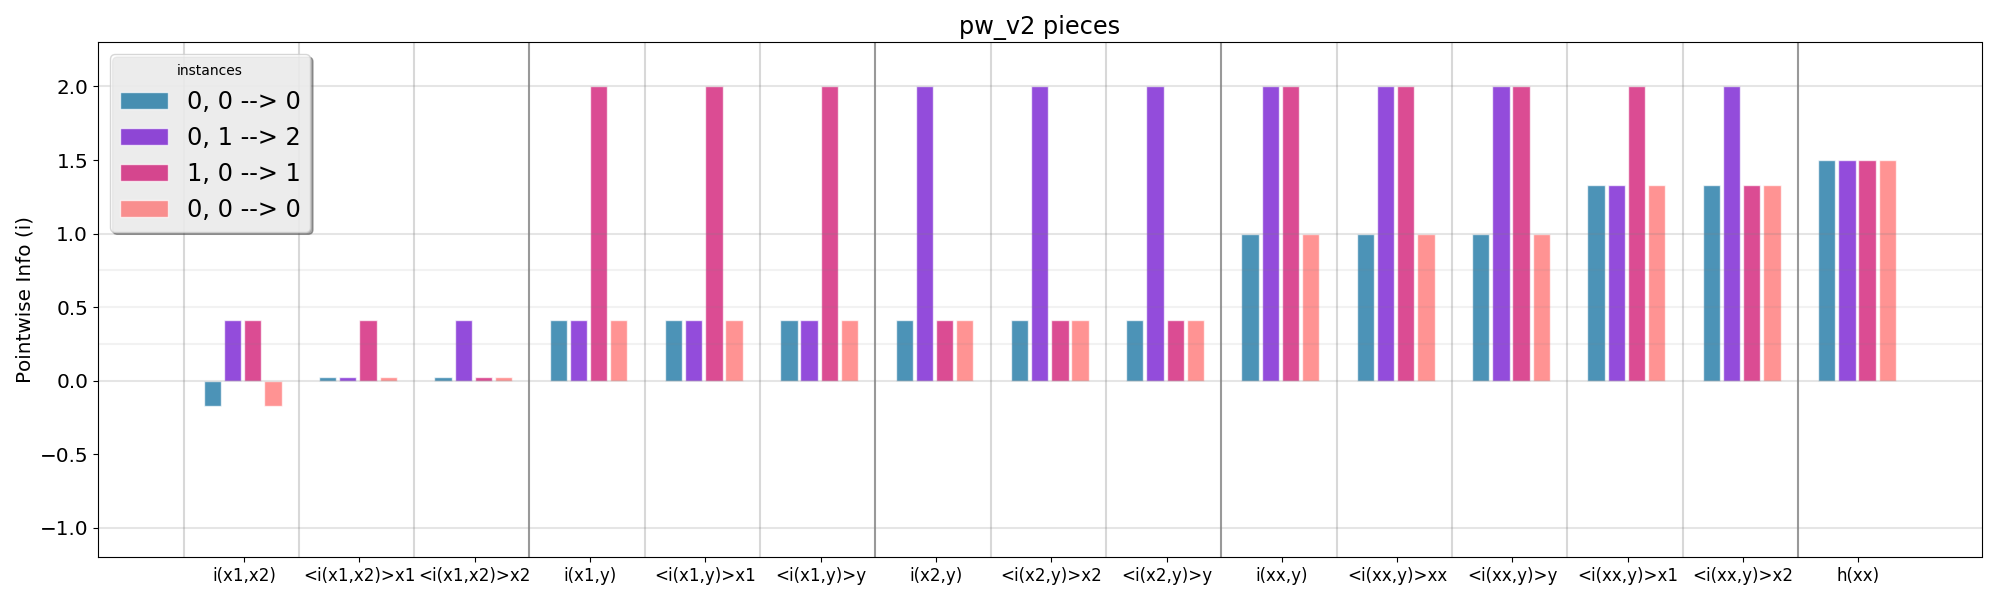 pw_v2 pieces
instances
0, 0 --> 0
0, 1 --> 2
1, 0 --> 1
0, 0 --> 0
Pointwise Info (i)
2.0
1.5
1.0
0.5
0.0
−0.5
−1.0
i(x1,x2) <i(x1,x2)>x1 <i(x1,x2)>x2 i(x1,y) <i(x1,y)>x1 <i(x1,y)>y i(x2,y) <i(x2,y)>x2 <i(x2,y)>y i(xx,y) <i(xx,y)>xx <i(xx,y)>y <i(xx,y)>x1 <i(xx,y)>x2 h(xx)